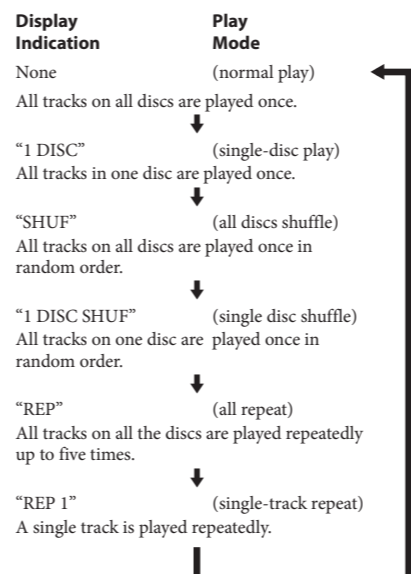 Display Play
Indication Mode
None (normal play)
All tracks on all discs are played once.
“1 DISC” (single-disc play)
All tracks in one disc are played once.
“SHUF” (all discs shuffle)
All tracks on all discs are played once in
random order.
“1 DISC SHUF” (single disc shuffle)
All tracks on one disc are played once in
random order.
“REP” (all repeat)
All tracks on all the discs are played repeatedly
up to five times.
“REP 1” (single-track repeat)
A single track is played repeatedly.